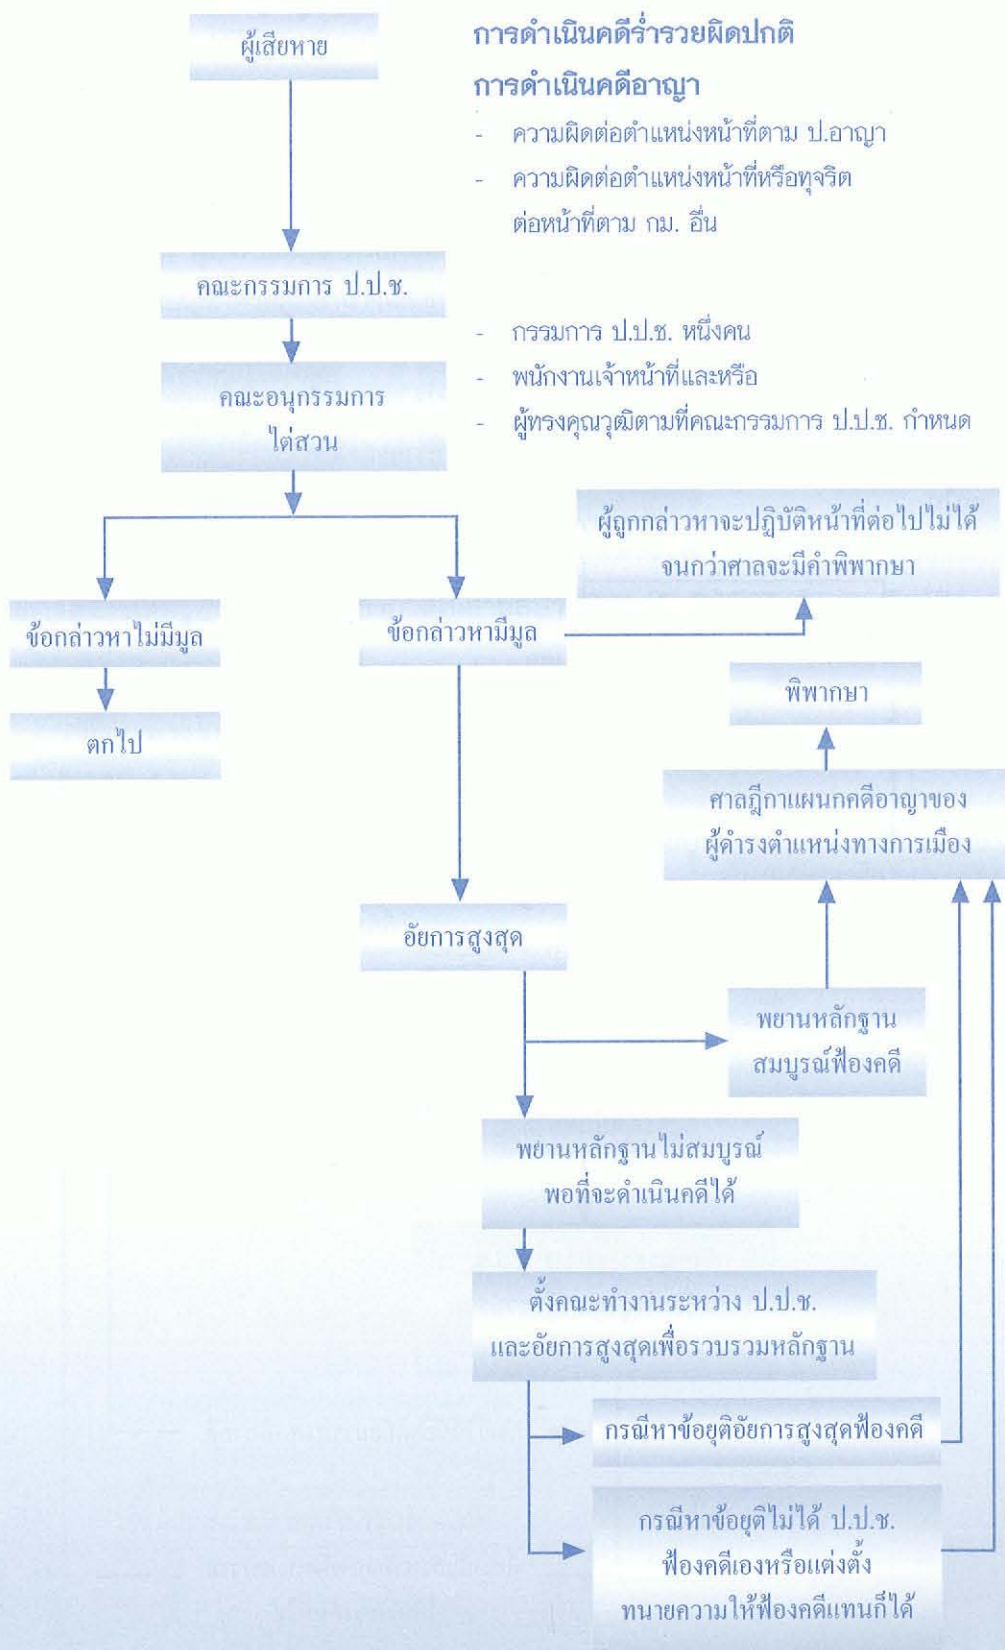 ผู้เสียหาย
การดำเนินคดีร่ำรวยผิดปกติ
การดำเนินคดีอาญา
- ความผิดต่อตำแหน่งหน้าที่ตาม ป.อาญา
- ความผิดต่อตำแหน่งหน้าที่หรือทุจริต
ต่อหน้าที่ตาม กม. อื่น
คณะกรรมการ ป.ป.ช.
- กรรมการ ป.ป.ช. หนึ่งคน
- พนักงานเจ้าหน้าที่และหรือ
- ผู้ทรงคุณวุฒิตามที่คณะกรรมการ ป.ป.ช. กำหนด
คณะอนุกรรมการ
ไต่สวน
ผู้ถูกกล่าวหาจะปฏิบัติหน้าที่ต่อไปไม่ได้
จนกว่าศาลจะมีคำพิพากษา
ข้อกล่าวหาไม่มีมูล
ข้อกล่าวหามีมูล
ตกไป
พิพากษา
ศาลฎีกาแผนกคดีอาญาของ
ผู้ดำรงตำแหน่งทางการเมือง
อัยการสูงสุด
พยานหลักฐาน
สมบูรณ์ฟ้องคดี
พยานหลักฐานไม่สมบูรณ์
พอที่จะดำเนินคดีได้
ตั้งคณะทำงานระหว่าง ป.ป.ช.
และอัยการสูงสุดเพื่อรวบรวมหลักฐาน
กรณีหาข้อยุติอัยการสูงสุดฟ้องคดี
กรณีหาข้อยุติไม่ได้ ป.ป.ช.
ฟ้องคดีเองหรือแต่งตั้ง
ทนายความให้ฟ้องคดีแทนก็ได้